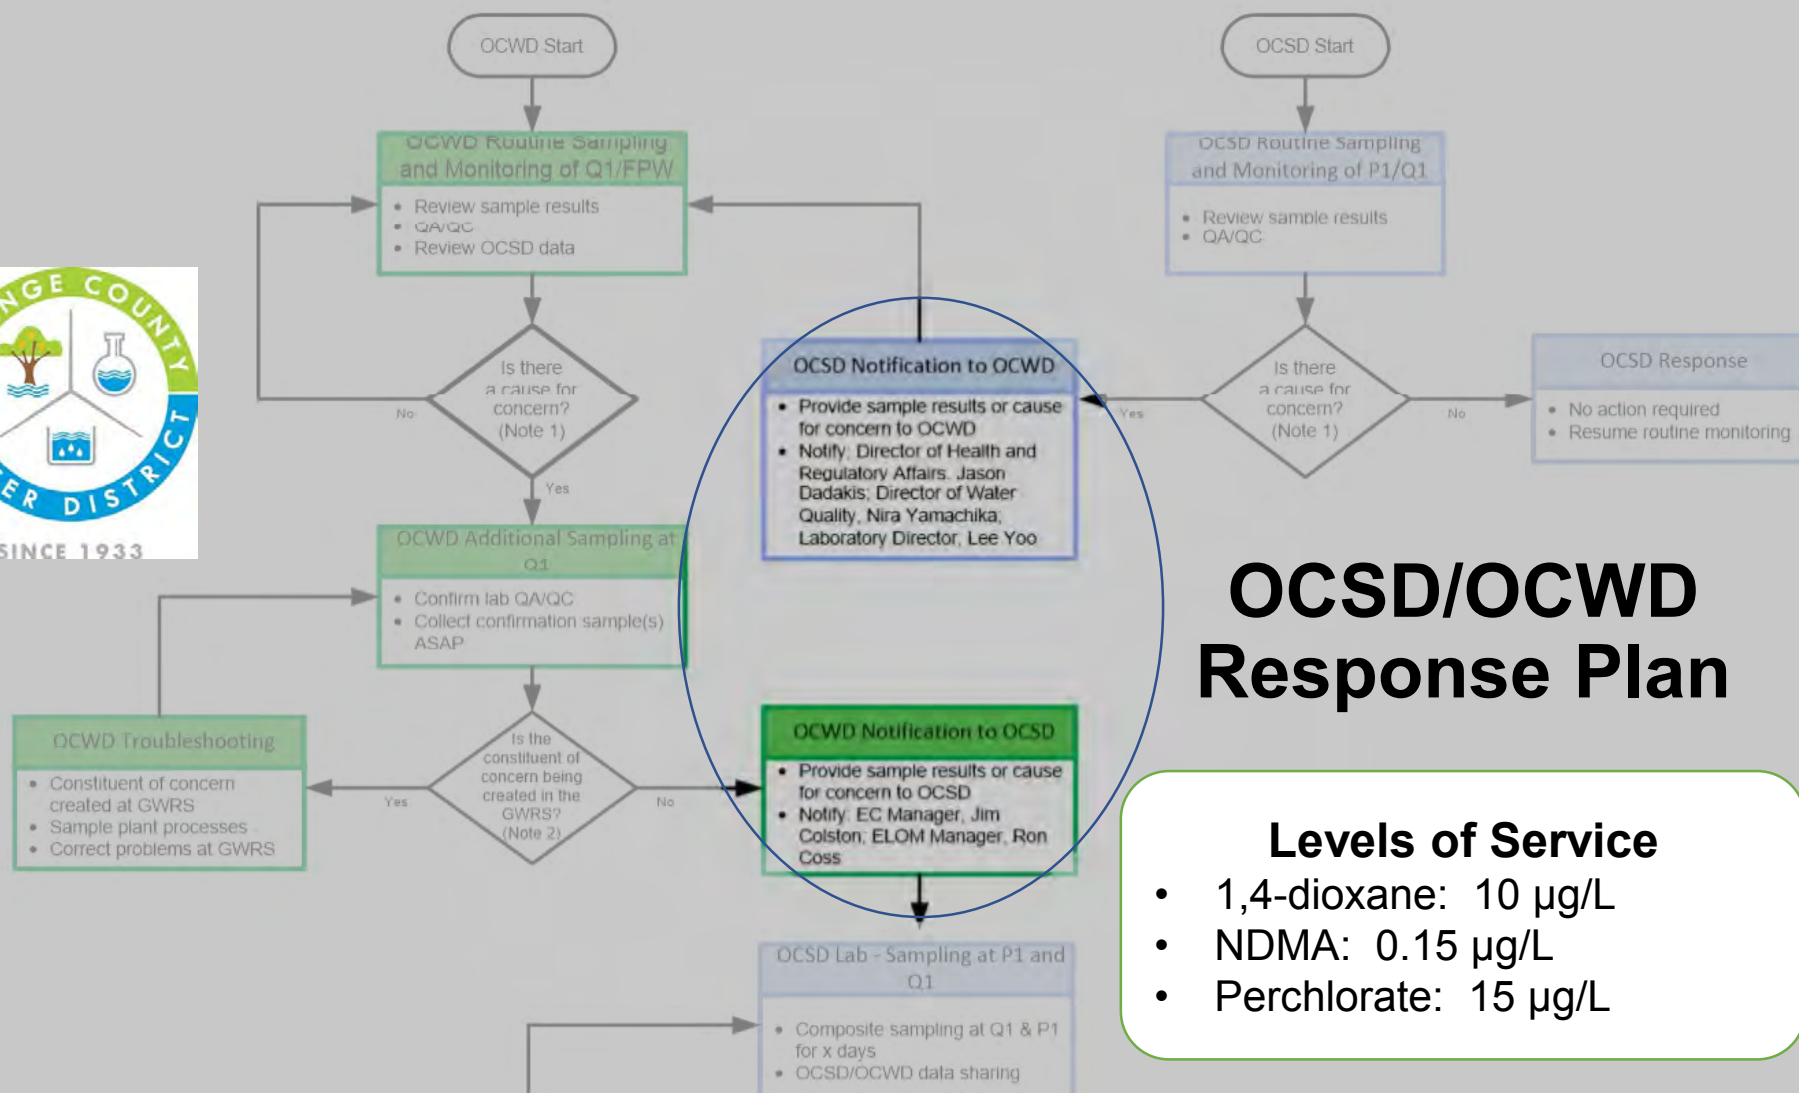 OCWD Start
OCSD Start
OCWD Routine Sampling
and Monitoring of Q1/FPW
• Review sample results
• QA/QC
• Review OCSD data
OCSD Routine Sampling
and Monitoring of P1/Q1
• Review sample results
• QA/QC
NGE COUNTY
ER DISTRICT
SINCE 1933
Is there
a cause for
concern?
(Note 1)
No
Yes
OCSD Notification to OCWD
• Provide sample results or cause
for concern to OCWD
• Notify: Director of Health and
Regulatory Affairs. Jason
Dadakis; Director of Water
Quality, Nira Yamachika;
Laboratory Director, Lee Yoo
Is there
a cause for
concern?
(Note 1)
Yes
No
OCSD Response
• No action required
• Resume routine monitoring
OCWD Additional Sampling at
Q1
• Confirm lab QA/QC
• Collect confirmation sample(s)
ASAP
OCSD/OCWD
Response Plan
OCWD Troubleshooting
• Constituent of concern
created at GWRS
• Sample plant processes
• Correct problems at GWRS
Is the
constituent of
concern being
created in the
GWRS?
(Note 2)
Yes
No
OCWD Notification to OCSD
• Provide sample results or cause
for concern to OCSD
• Notify: EC Manager, Jim
Colston; ELOM Manager, Ron
Coss
Levels of Service
• 1,4-dioxane: 10 µg/L
• NDMA: 0.15 µg/L
• Perchlorate: 15 µg/L
OCSD Lab - Sampling at P1 and
Q1
• Composite sampling at Q1 & P1
for x days
• OCSD/OCWD data sharing